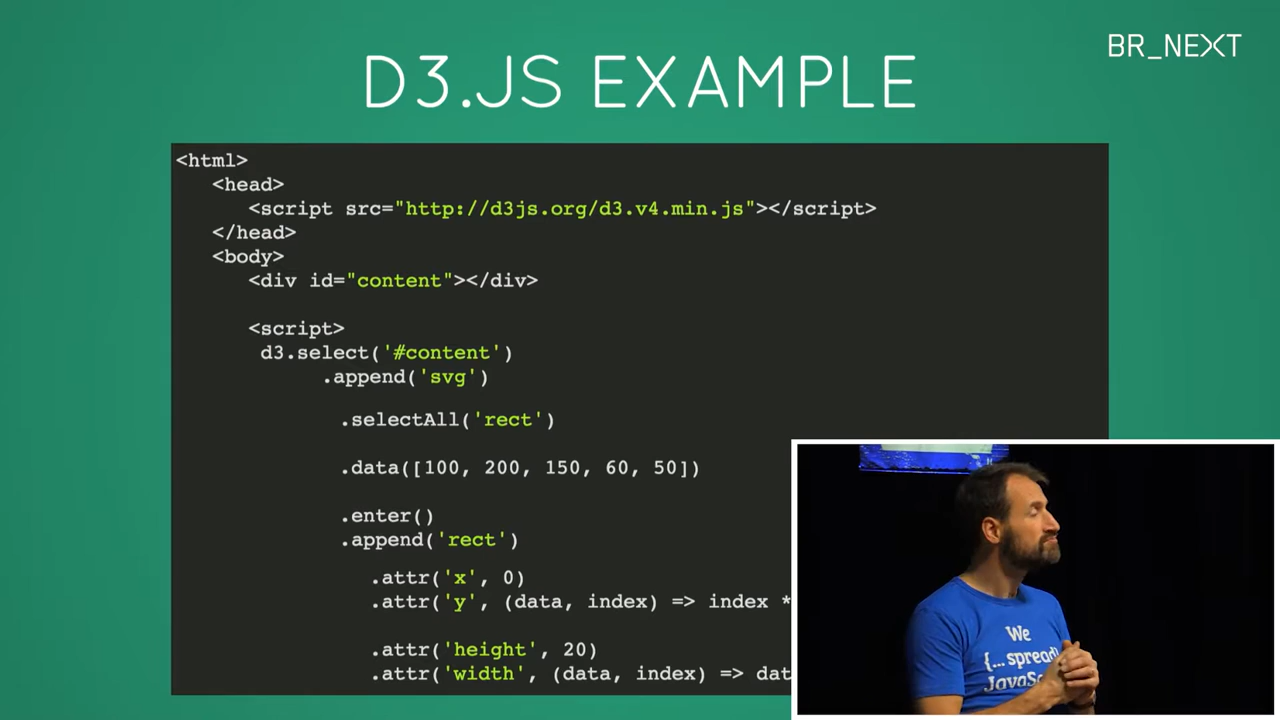 BR_NEXT
D3.JS EXAMPLE
<html>
<head>
<script src="http://d3js.org/d3.v4.min.js"></script>
</head>
<body>
<div id="content"></div>
<script>
d3.select('#content')
.append('svg')
.selectAll('rect')
.data([100, 200, 150, 60, 50])
.enter()
.append('rect')
.attr('x', 0)
.attr('y', (data, index) => index *
.attr('height', 20)
.attr('width', (data, index) =>
We
{...spread}